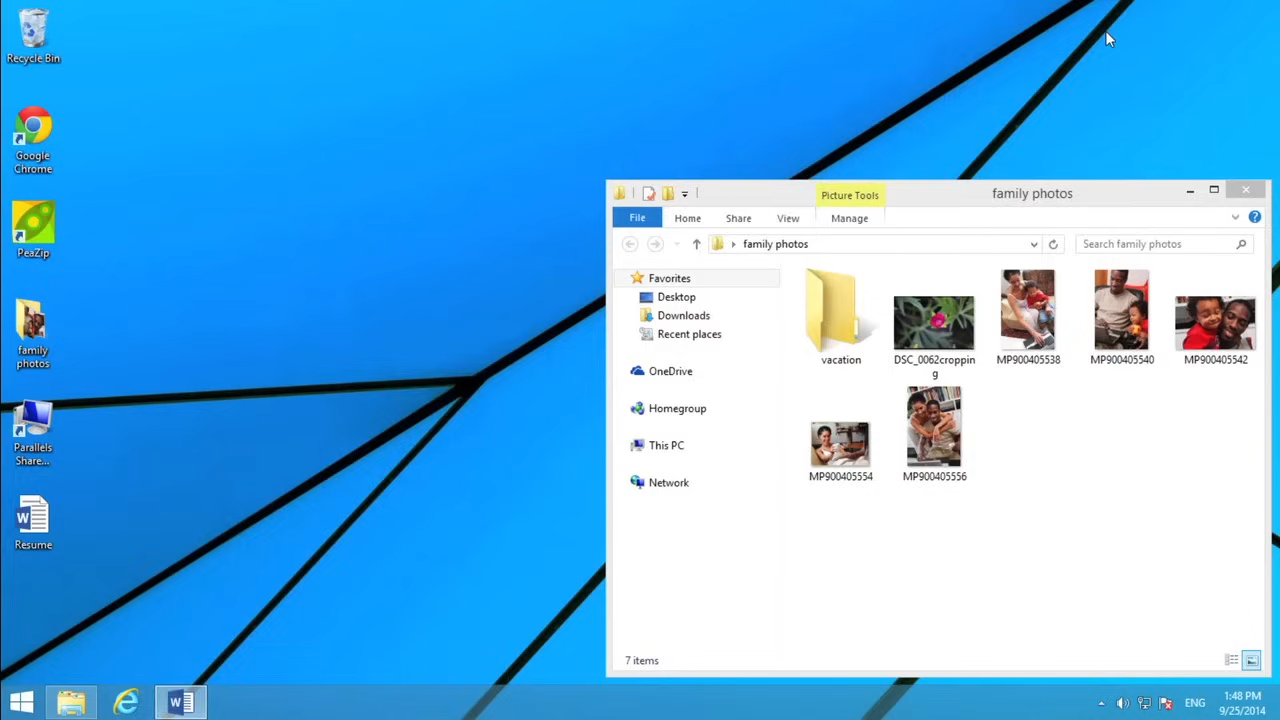 Recycle Bin
Google
Chrome
PeaZip
family
photos
Parallels
Share...
Resume
Picture Tools
family photos
File
Home
Share
View
Manage
family photos
Search family photos
Favorites
Desktop
Downloads
Recent places
OneDrive
Homegroup
This PC
Network
vacation
DSC_0062croppin
g
MP900405538
MP900405540
MP900405542
MP900405554
MP900405556
7 items
ENG
1:48 PM
9/25/2014